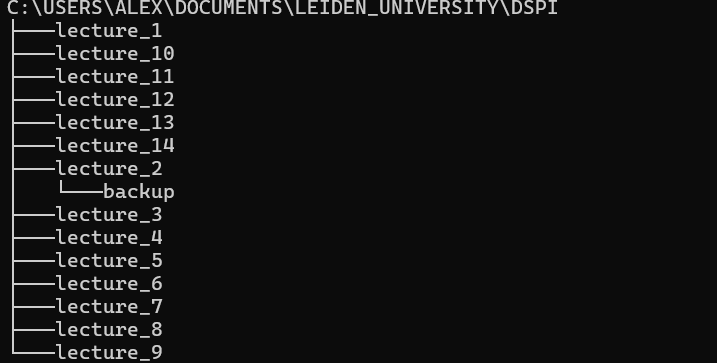 C:\USERS\ALEX\DOCUMENTS\LEIDEN_UNIVERSITY\DSPI
├───lecture_1
├───lecture_10
├───lecture_11
├───lecture_12
├───lecture_13
├───lecture_14
├───lecture_2
│   └───backup
├───lecture_3
├───lecture_4
├───lecture_5
├───lecture_6
├───lecture_7
├───lecture_8
└───lecture_9